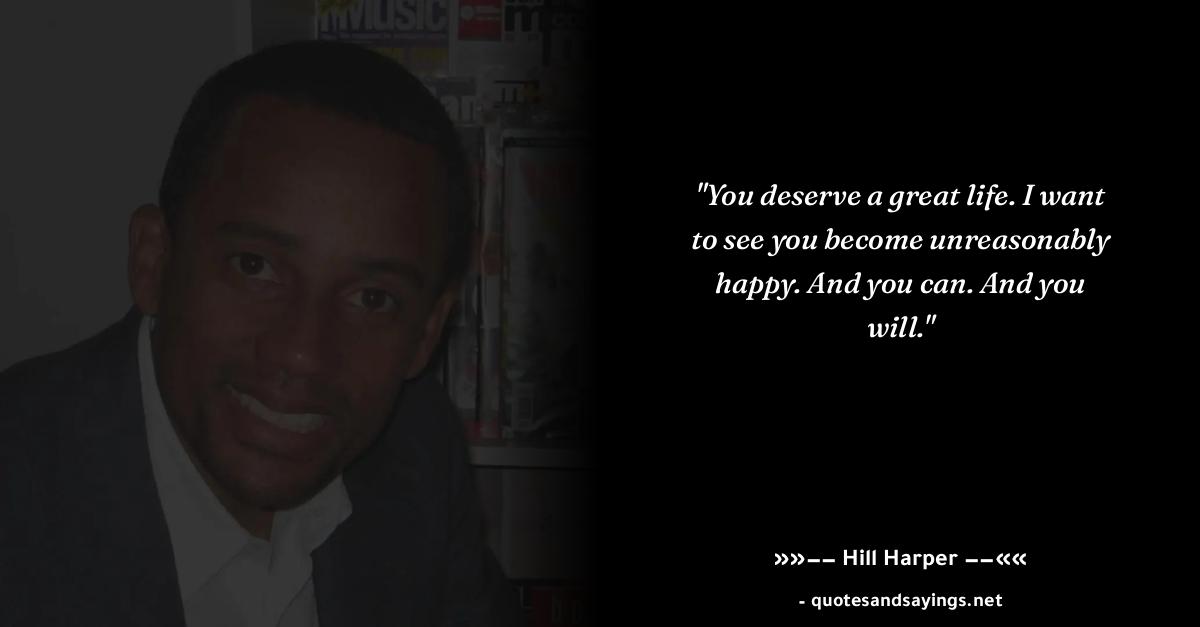 Music
"You deserve a great life. I want
to see you become unreasonably
happy. And you can. And you
will."
»»−− Hill Harper −−««
- quotesandsayings.net